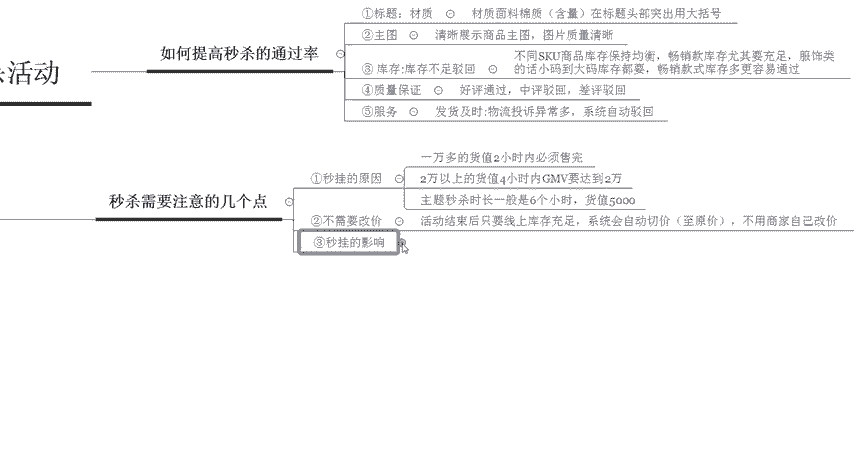 活动
如何提高秒杀的通过率
①标题：材质
材质面料棉质（含量）在标题头部突出用大括号
②主图
清晰展示商品主图，图片质量清晰
③ 库存:库存不足驳回
不同SKU商品库存保持均衡，畅销款库存尤其要充足，服饰类
的话小码到大码库存都要，畅销款式库存多更容易通过
④质量保证
好评通过，中评驳回，差评驳回
⑤服务
发货及时:物流投诉异常多，系统自动驳回
秒杀需要注意的几个点
①秒挂的原因
一万多的货值2小时内必须售完
2万以上的货值4小时内GMV要达到2万
主题秒杀时长一般是6个小时，货值5000
②不需要改价
活动结束后只要线上库存充足，系统会自动切价（至原价），不用商家自己改价
③秒挂的影响